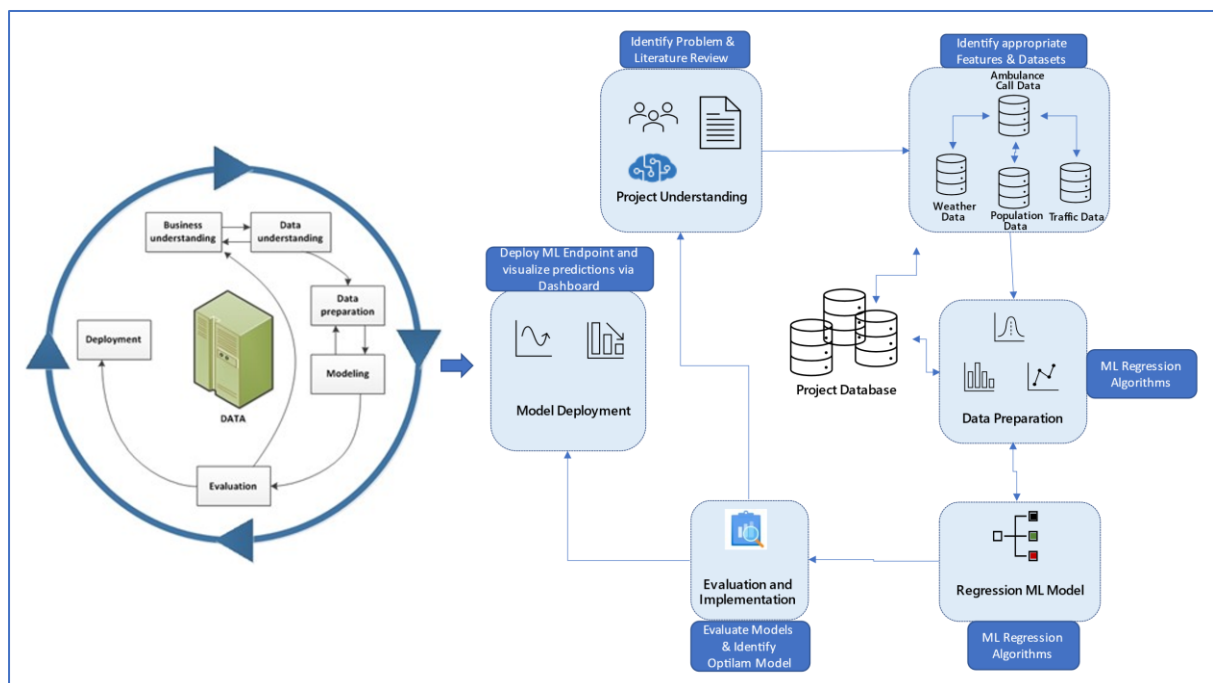 Business
understanding
Data
understanding
Data
preparation
Modeling
Evaluation
Deployment
DATA
Identify Problem &
Literature Review
Project Understanding
Identify appropriate
Features & Datasets
Ambulance
Call Data
Weather
Data
Population
Data
Traffic Data
Project Database
Data Preparation
ML Regression
Algorithms
Regression ML Model
ML Regression
Algorithms
Evaluation and
Implementation
Evaluate Models
& Identify
Optilam Model
Deploy ML Endpoint and
visualize predictions via
Dashboard
Model Deployment